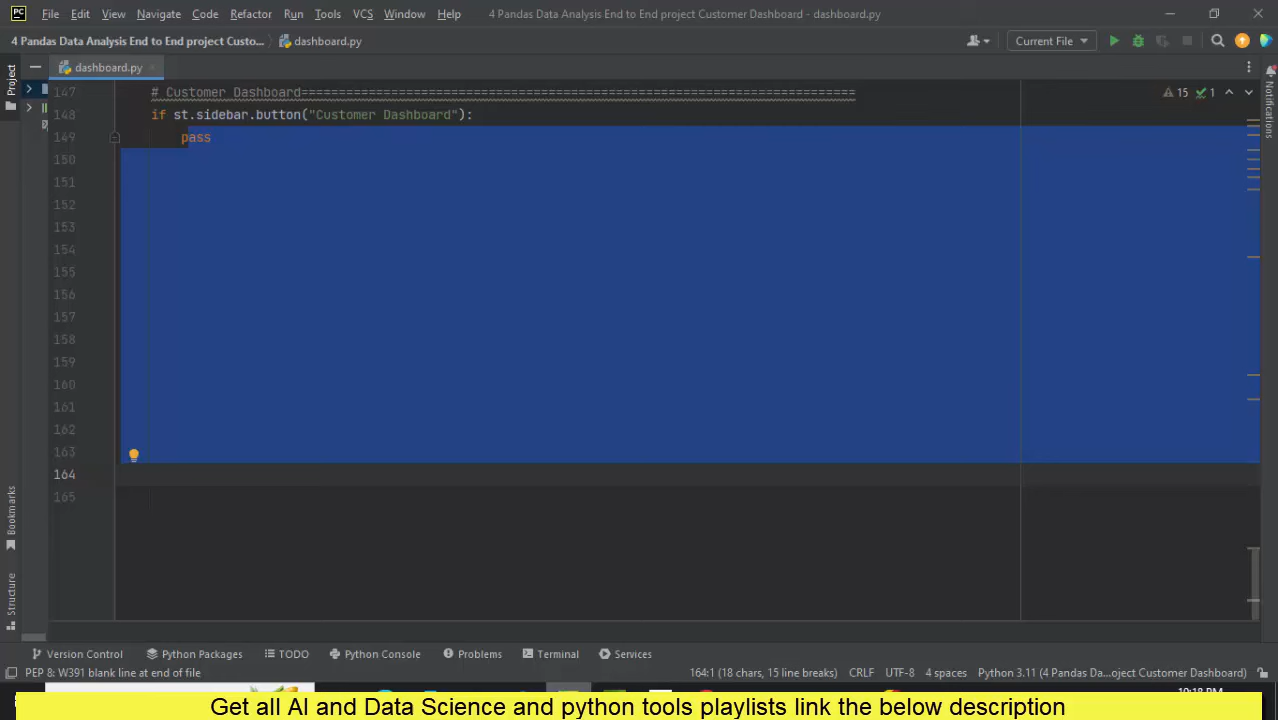 PC File Edit View Navigate Code Refactor Run Tools VCS Window Help 4 Pandas Data Analysis End to End project Customer Dashboard - dashboard.py
4 Pandas Data Analysis End to End project Custo... dashboard.py Current File
Project dashboard.py Notifications
147 # Customer Dashboard==========================================================================
15 1
148 if st.sidebar.button("Customer Dashboard"):
149 pass
150
151
152
153
154
155
156
157
158
159
160
161
162
163
164
165
Bookmarks
Structure
Version Control Python Packages TODO Python Console Problems Terminal Services
PEP 8: W391 blank line at end of file 164:1 (18 chars, 15 line breaks) CRLF UTF-8 4 spaces Python 3.11 (4 Pandas Da...oject Customer Dashboard)
Get all AI and Data Science and python tools playlists link the below description